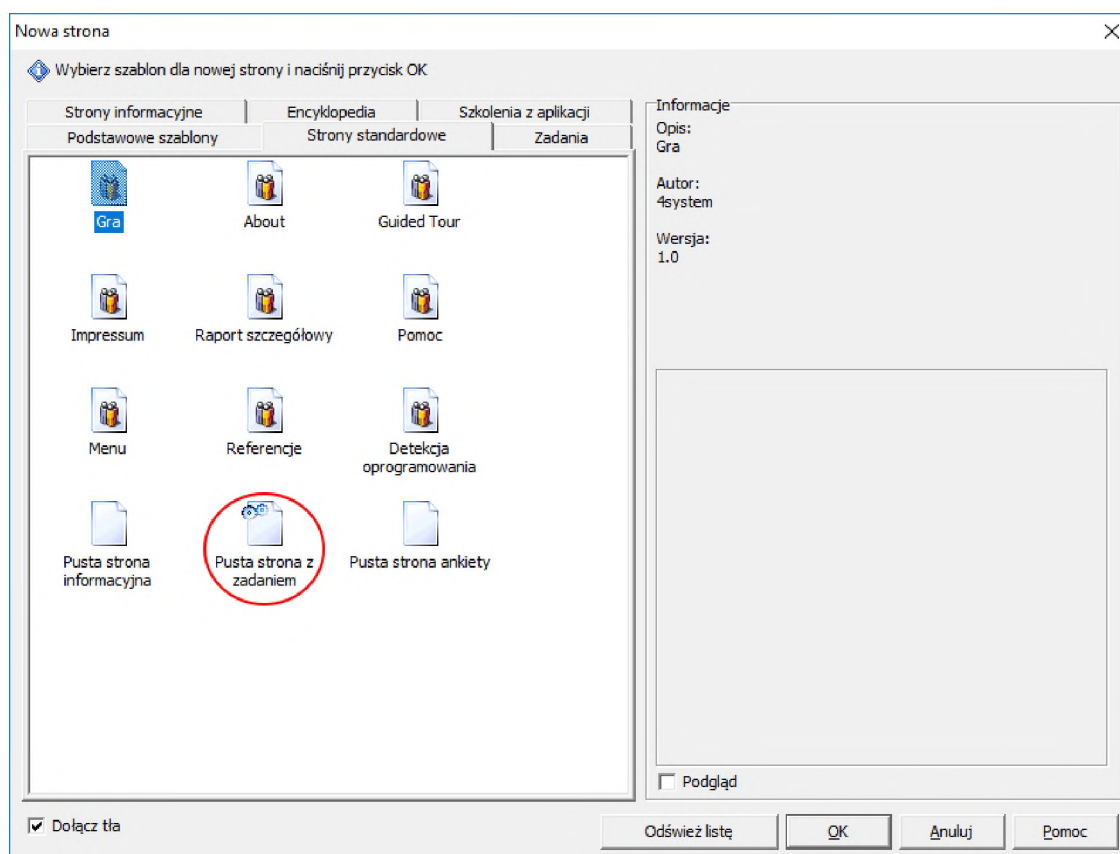 Nowa strona
Wybierz szablon dla nowej strony i naciśnij przycisk OK
Strony informacyjne Encyklopedia Szkolenia z aplikacji
Podstawowe szablony Strony standardowe Zadania
Gra About Guided Tour
Impressum Raport szczegółowy Pomoc
Menu Referencje Detekcja
oprogramowania
Pusta strona Pusta strona z Pusta strona ankiety
informacyjna zadaniem
Informacje
Opis:
Gra
Autor:
4system
Wersja:
1.0
Podgląd
Dołącz tła
Odśwież listę OK Anuluj Pomoc